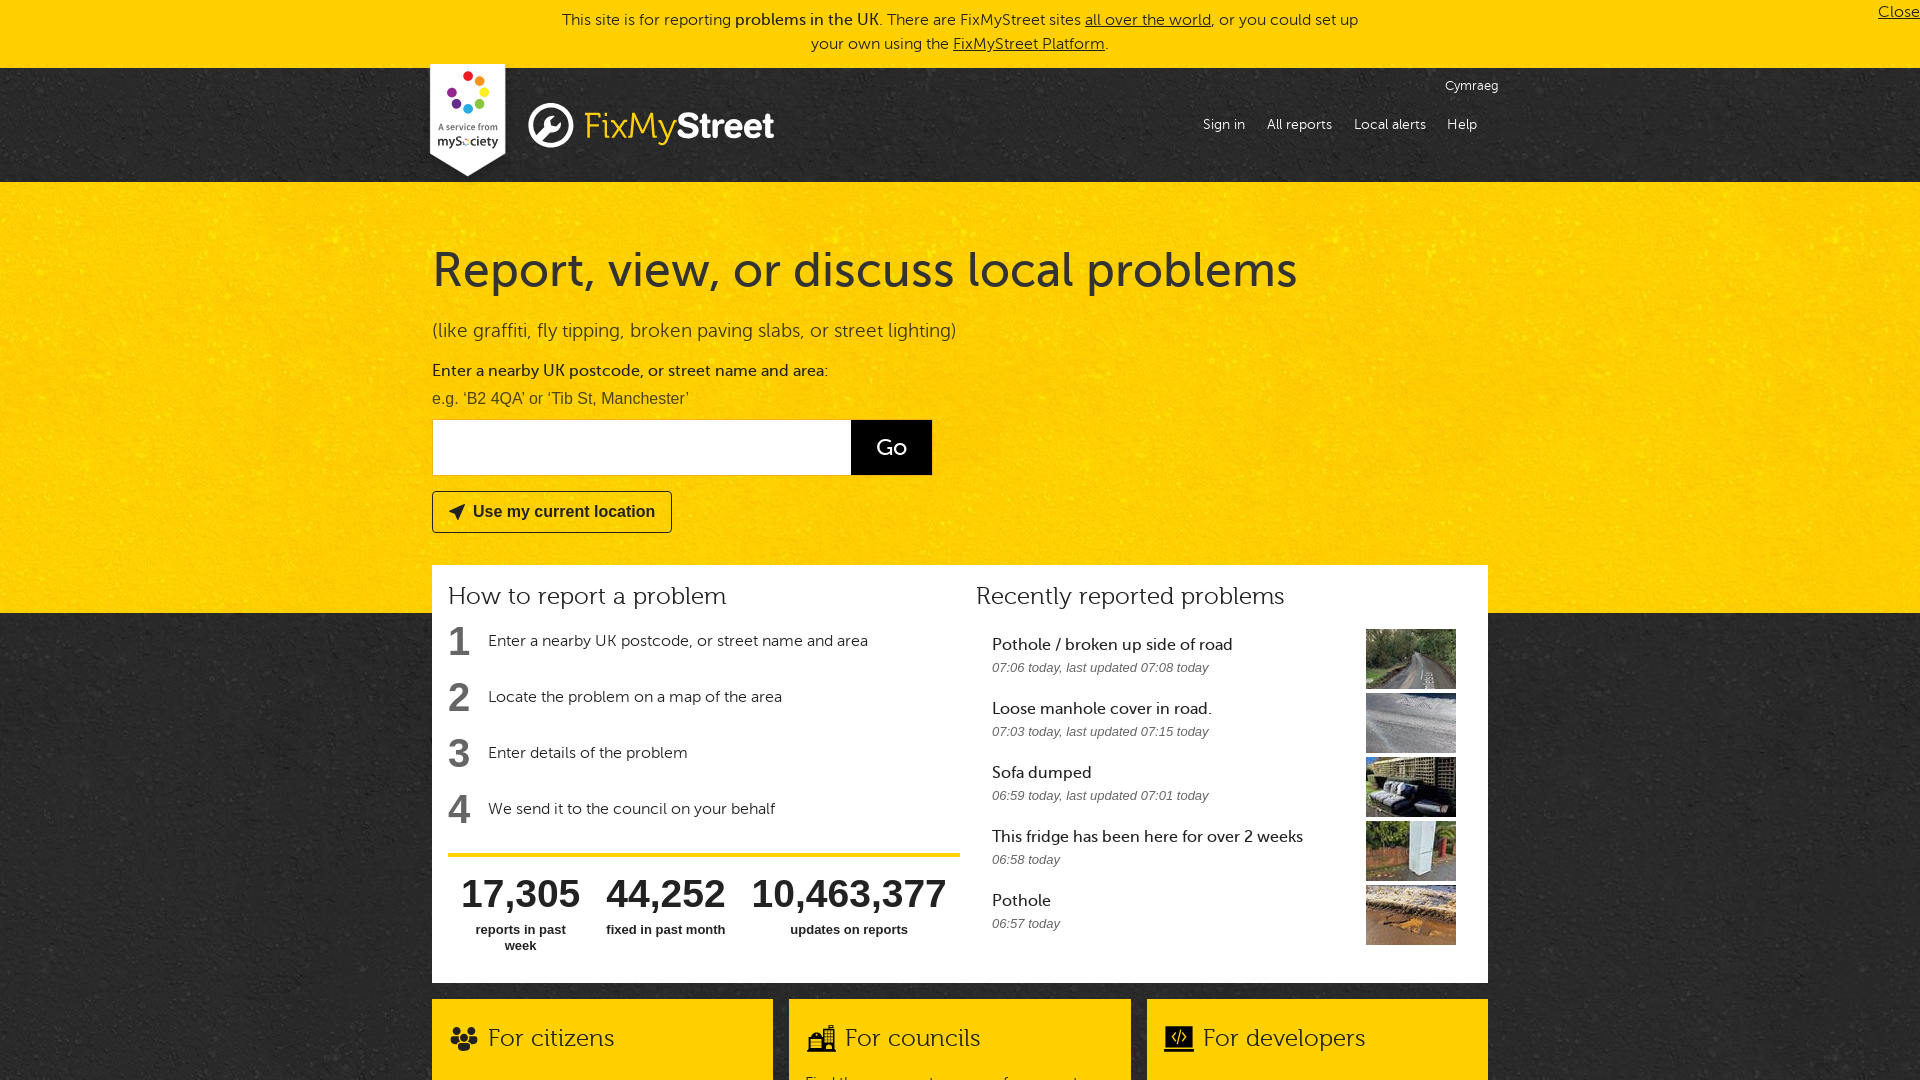 This site is for reporting problems in the UK. There are FixMyStreet sites all over the world, or you could set up
your own using the FixMyStreet Platform.
Close
A service from
mySociety
FixMyStreet
Cymraeg
Sign in
All reports
Local alerts
Help
Report, view, or discuss local problems
(like graffiti, fly tipping, broken paving slabs, or street lighting)
Enter a nearby UK postcode, or street name and area:
e.g. ‘B2 4QA’ or ‘Tib St, Manchester’
Go
Use my current location
How to report a problem
1 Enter a nearby UK postcode, or street name and area
2 Locate the problem on a map of the area
3 Enter details of the problem
4 We send it to the council on your behalf
17,305
reports in past
week
44,252
fixed in past month
10,463,377
updates on reports
Recently reported problems
Pothole / broken up side of road
07:06 today, last updated 07:08 today
Loose manhole cover in road.
07:03 today, last updated 07:15 today
Sofa dumped
06:59 today, last updated 07:01 today
This fridge has been here for over 2 weeks
06:58 today
Pothole
06:57 today
For citizens
For councils
For developers